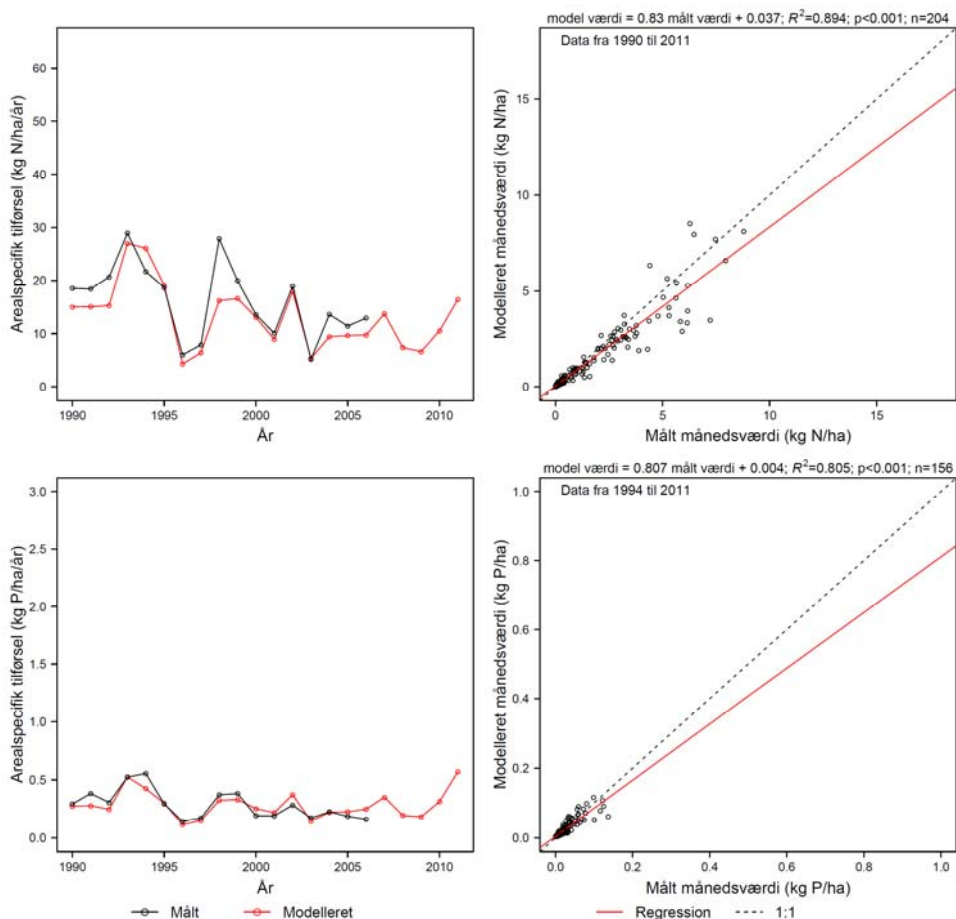 model værdi = 0.83 målt værdi + 0.037; R²=0.894; p<0.001; n=204
Data fra 1990 til 2011
Arealspecifik tilførsel (kg N/ha/år)
60
50
40
30
20
10
0
1990 1995 2000 2005 2010
År
Modelleret månedsværdi (kg N/ha)
15
10
5
0
0 5 10 15
Målt månedsværdi (kg N/ha)
model værdi = 0.807 målt værdi + 0.004; R²=0.805; p<0.001; n=156
Data fra 1994 til 2011
Arealspecifik tilførsel (kg P/ha/år)
3.0
2.5
2.0
1.5
1.0
0.5
0.0
1990 1995 2000 2005 2010
År
Modelleret månedsværdi (kg P/ha)
1.0
0.8
0.6
0.4
0.2
0.0
0.0 0.2 0.4 0.6 0.8 1.0
Målt månedsværdi (kg P/ha)
Målt Modelleret Regression 1:1